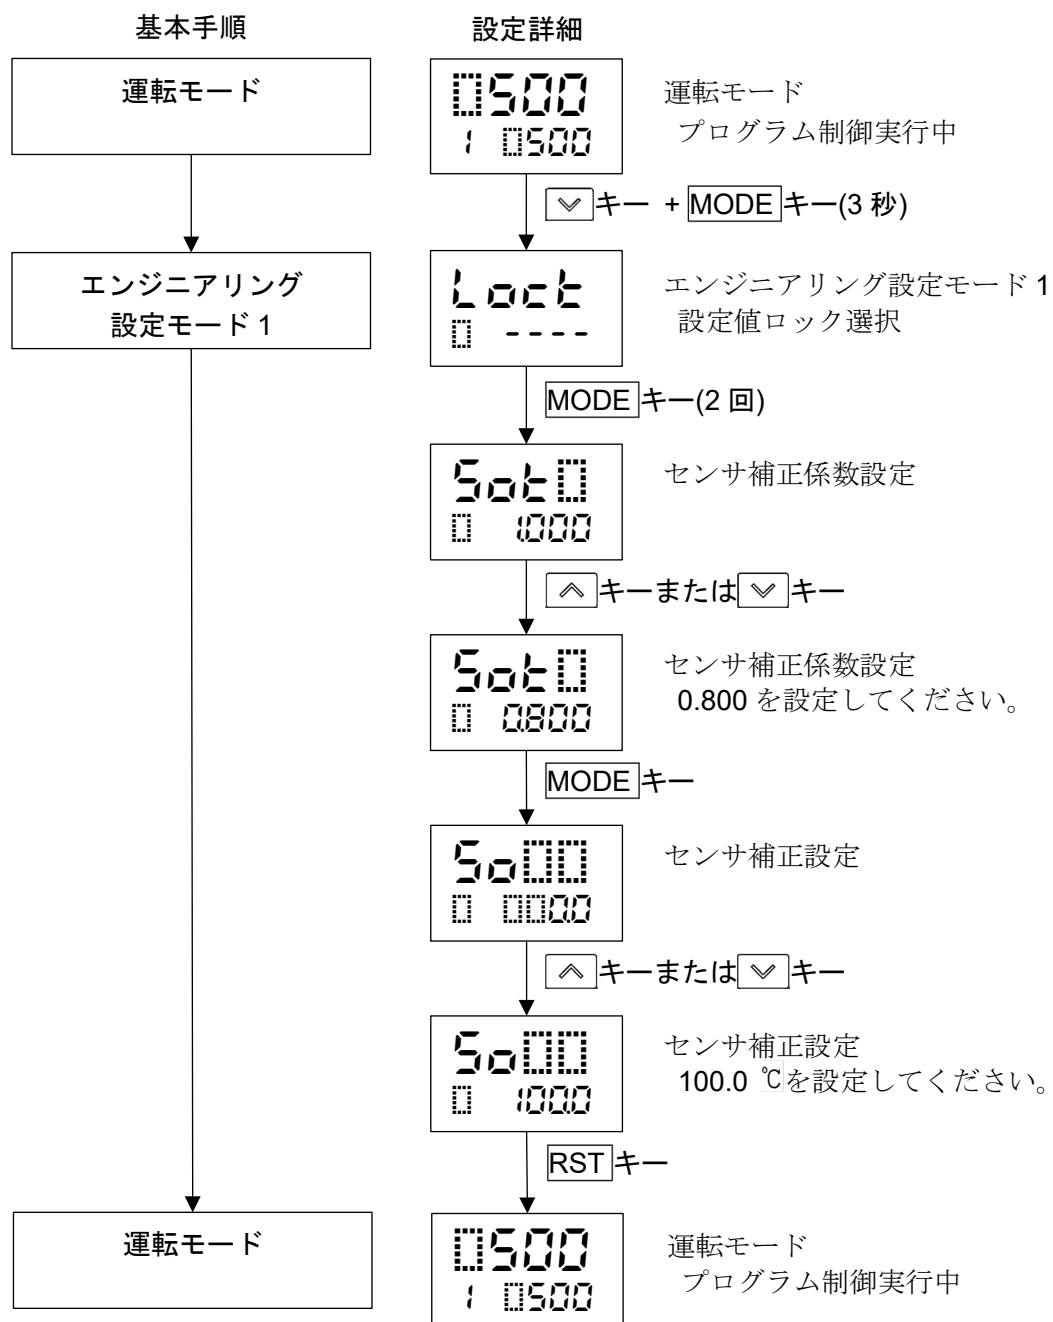 基本手順
設定詳細
運転モード
500
1 500
運転モード
プログラム制御実行中
キー + MODE キー(3 秒)
エンジニアリング
設定モード 1
Lock
----
エンジニアリング設定モード 1
設定値ロック選択
MODE キー(2 回)
Sok
1.000
センサ補正係数設定
キーまたは キー
Sok
0.800
センサ補正係数設定
0.800 を設定してください。
MODE キー
So
0.0
センサ補正設定
キーまたは キー
So
100.0
センサ補正設定
100.0 ℃を設定してください。
RST キー
運転モード
500
1 500
運転モード
プログラム制御実行中